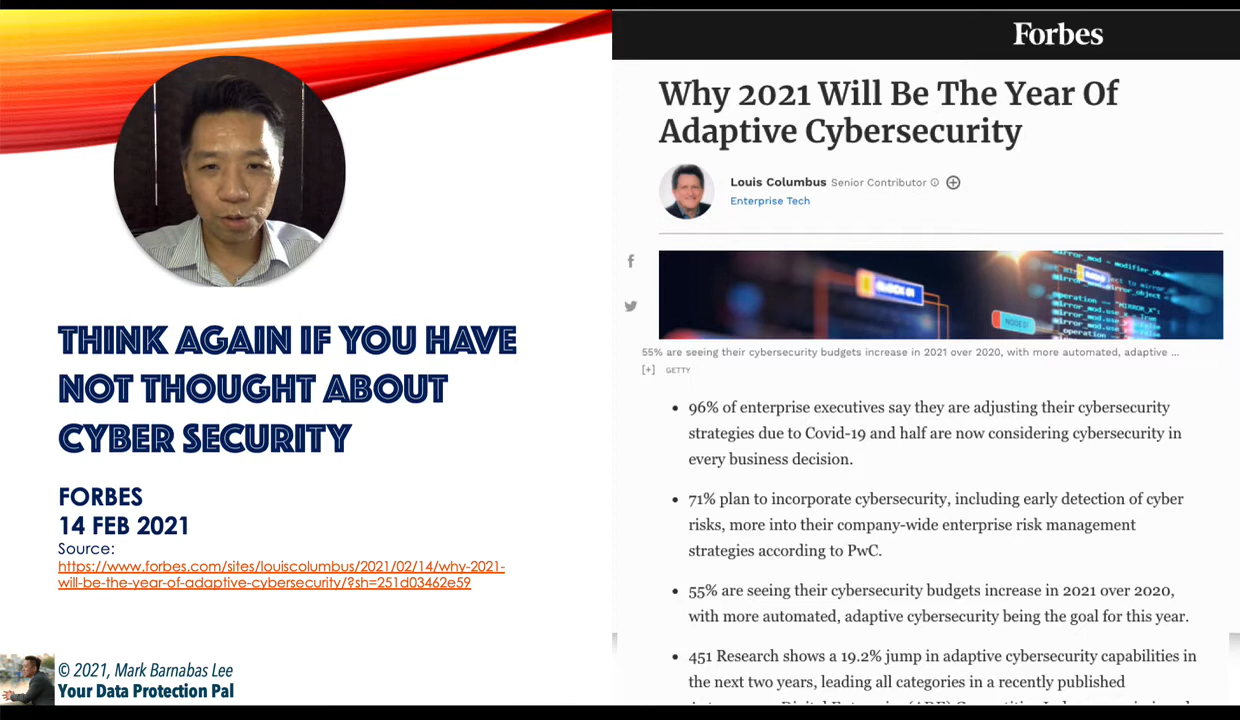 THINK AGAIN IF YOU HAVE
NOT THOUGHT ABOUT
CYBER SECURITY
FORBES
14 FEB 2021
Source:
https://www.forbes.com/sites/louiscolumbus/2021/02/14/why-2021-
will-be-the-year-of-adaptive-cybersecurity/?sh=251d03462e59
© 2021, Mark Barnabas Lee
Your Data Protection Pal
Forbes
Why 2021 Will Be The Year Of
Adaptive Cybersecurity
Louis Columbus Senior Contributor
Enterprise Tech
55% are seeing their cybersecurity budgets increase in 2021 over 2020, with more automated, adaptive ...
[+] GETTY
• 96% of enterprise executives say they are adjusting their cybersecurity
strategies due to Covid-19 and half are now considering cybersecurity in
every business decision.
• 71% plan to incorporate cybersecurity, including early detection of cyber
risks, more into their company-wide enterprise risk management
strategies according to PwC.
• 55% are seeing their cybersecurity budgets increase in 2021 over 2020,
with more automated, adaptive cybersecurity being the goal for this year.
• 451 Research shows a 19.2% jump in adaptive cybersecurity capabilities in
the next two years, leading all categories in a recently published